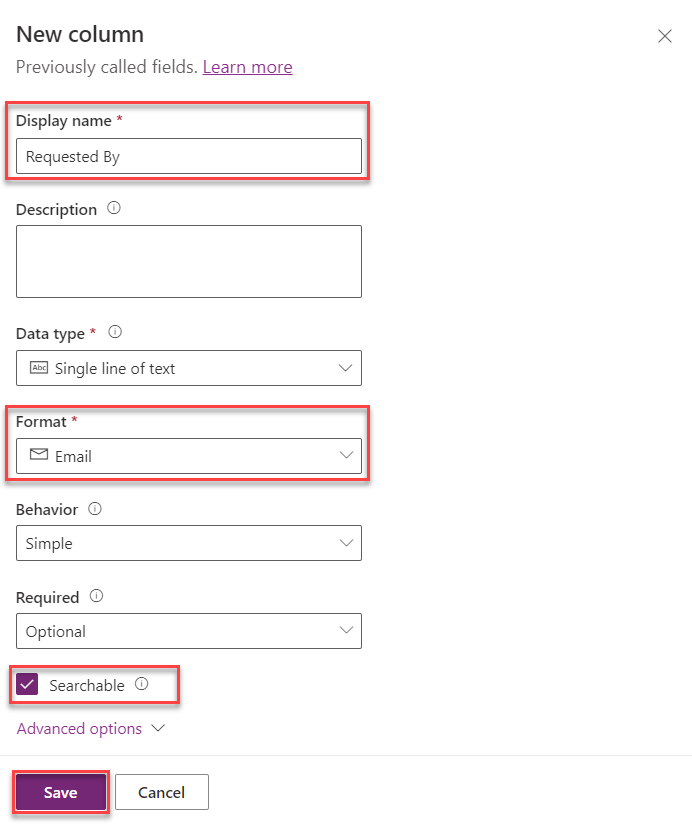 New column
Previously called fields. Learn more
Display name *
Requested By
Description
Data type *
Abc Single line of text
Format *
Email
Behavior
Simple
Required
Optional
Searchable
Advanced options
Save Cancel